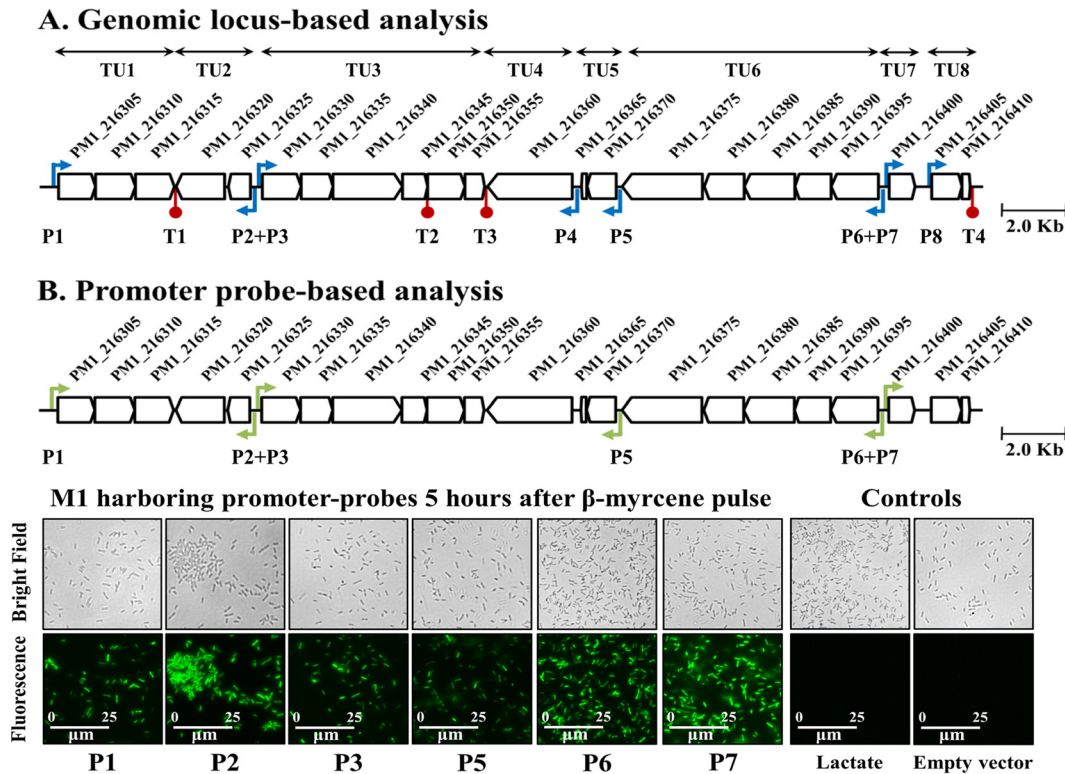 A. Genomic locus-based analysis
TU1 TU2 TU3 TU4 TU5 TU6 TU7 TU8
PM1_216305 PM1_216310 PM1_216315 PM1_216320 PM1_216325 PM1_216330 PM1_216335 PM1_216340 PM1_216345 PM1_216350 PM1_216355 PM1_216360 PM1_216365 PM1_216370 PM1_216375 PM1_216380 PM1_216385 PM1_216390 PM1_216395 PM1_216400 PM1_216405 PM1_216410
P1 T1 P2+P3 T2 T3 P4 P5 P6+P7 P8 T4
2.0 Kb
B. Promoter probe-based analysis
PM1_216305 PM1_216310 PM1_216315 PM1_216320 PM1_216325 PM1_216330 PM1_216335 PM1_216340 PM1_216345 PM1_216350 PM1_216355 PM1_216360 PM1_216365 PM1_216370 PM1_216375 PM1_216380 PM1_216385 PM1_216390 PM1_216395 PM1_216400 PM1_216405 PM1_216410
P1 P2+P3 P5 P6+P7
2.0 Kb
M1 harboring promoter-probes 5 hours after β-myrcene pulse Controls
Bright Field
Fluorescence
0 25 0 25 0 25 0 25 0 25 0 25 0 25 0 25
μm μm μm μm μm μm μm μm
P1 P2 P3 P5 P6 P7 Lactate Empty vector